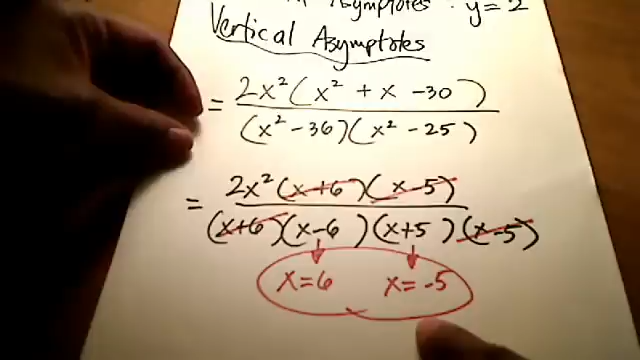 Asymptotes : y = 2
Vertical Asymptotes
= 2x²(x² + x - 30) / (x² - 36)(x² - 25)
= 2x²(x+6)(x-5) / (x+6)(x-6)(x+5)(x-5)
x=6 x=-5